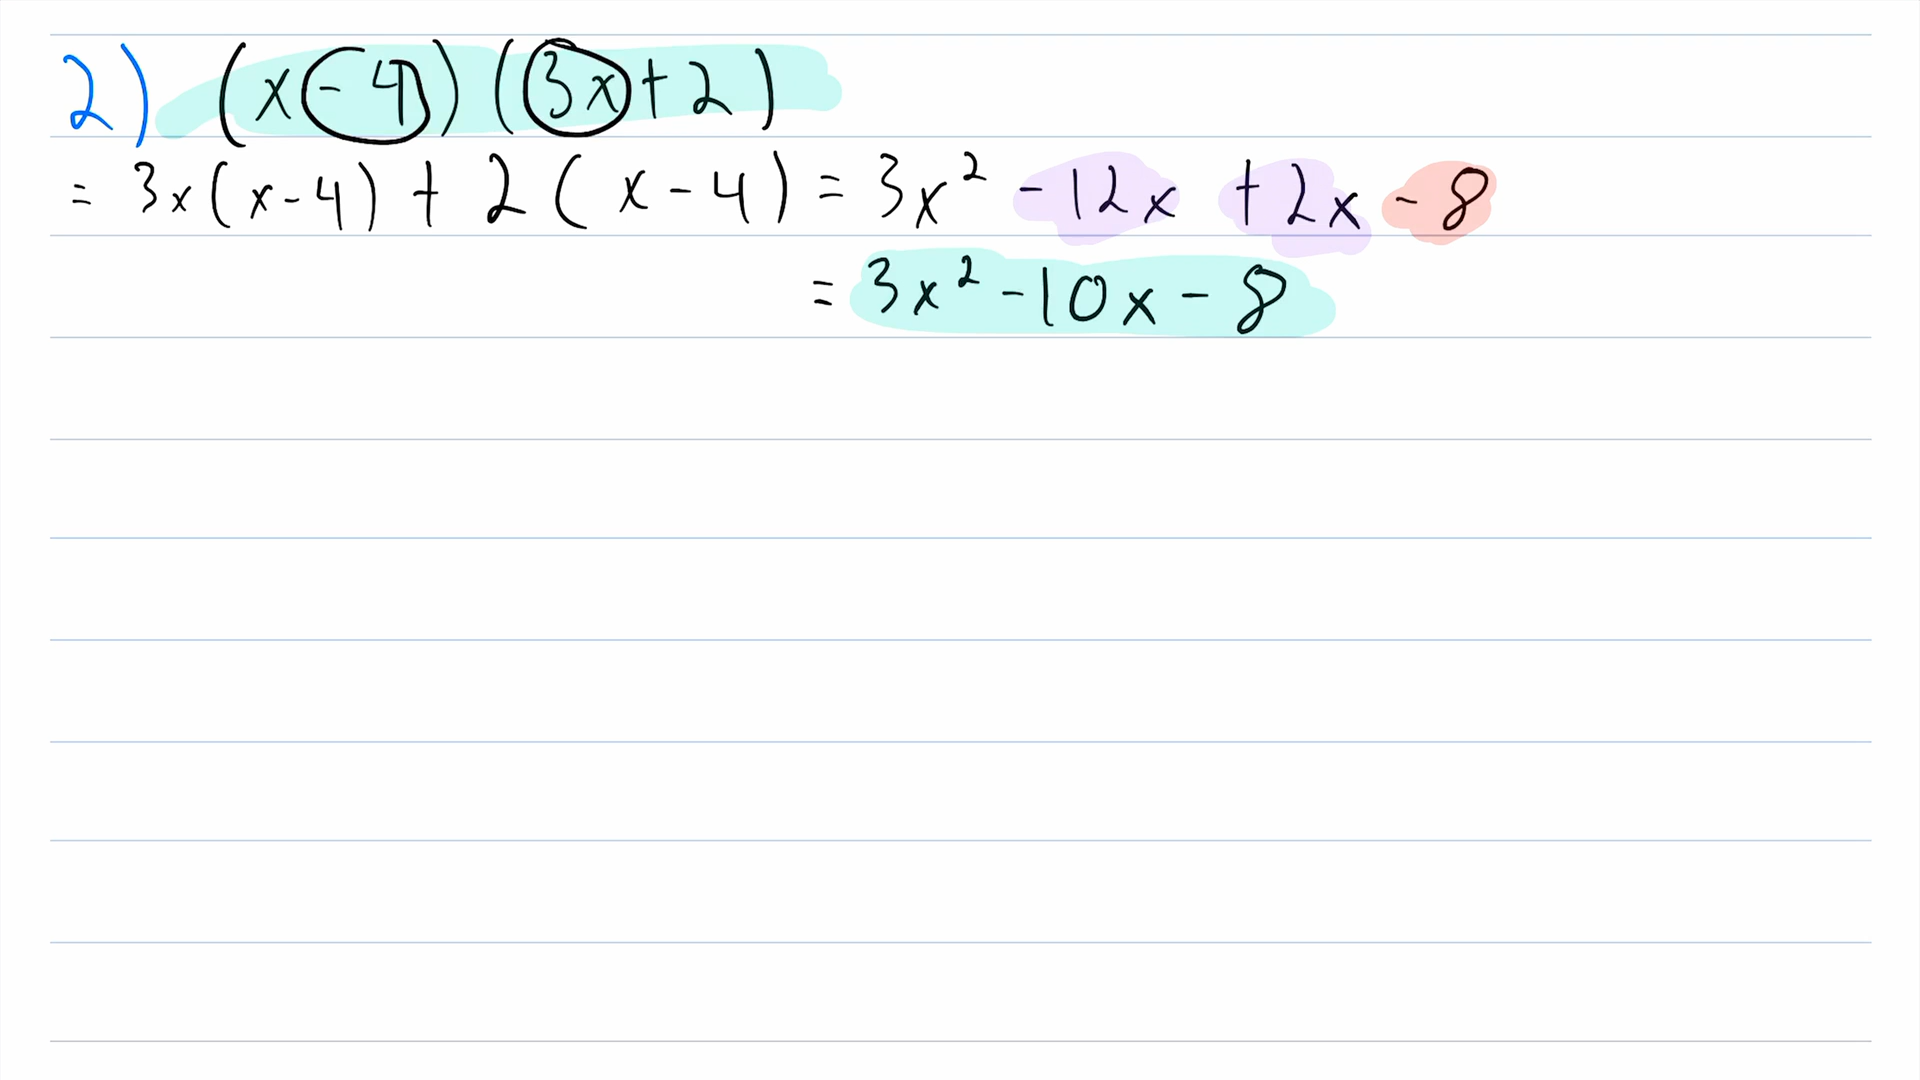 2) (x - 4)(3x + 2)
= 3x(x - 4) + 2(x - 4) = 3x² - 12x + 2x - 8
= 3x² - 10x - 8